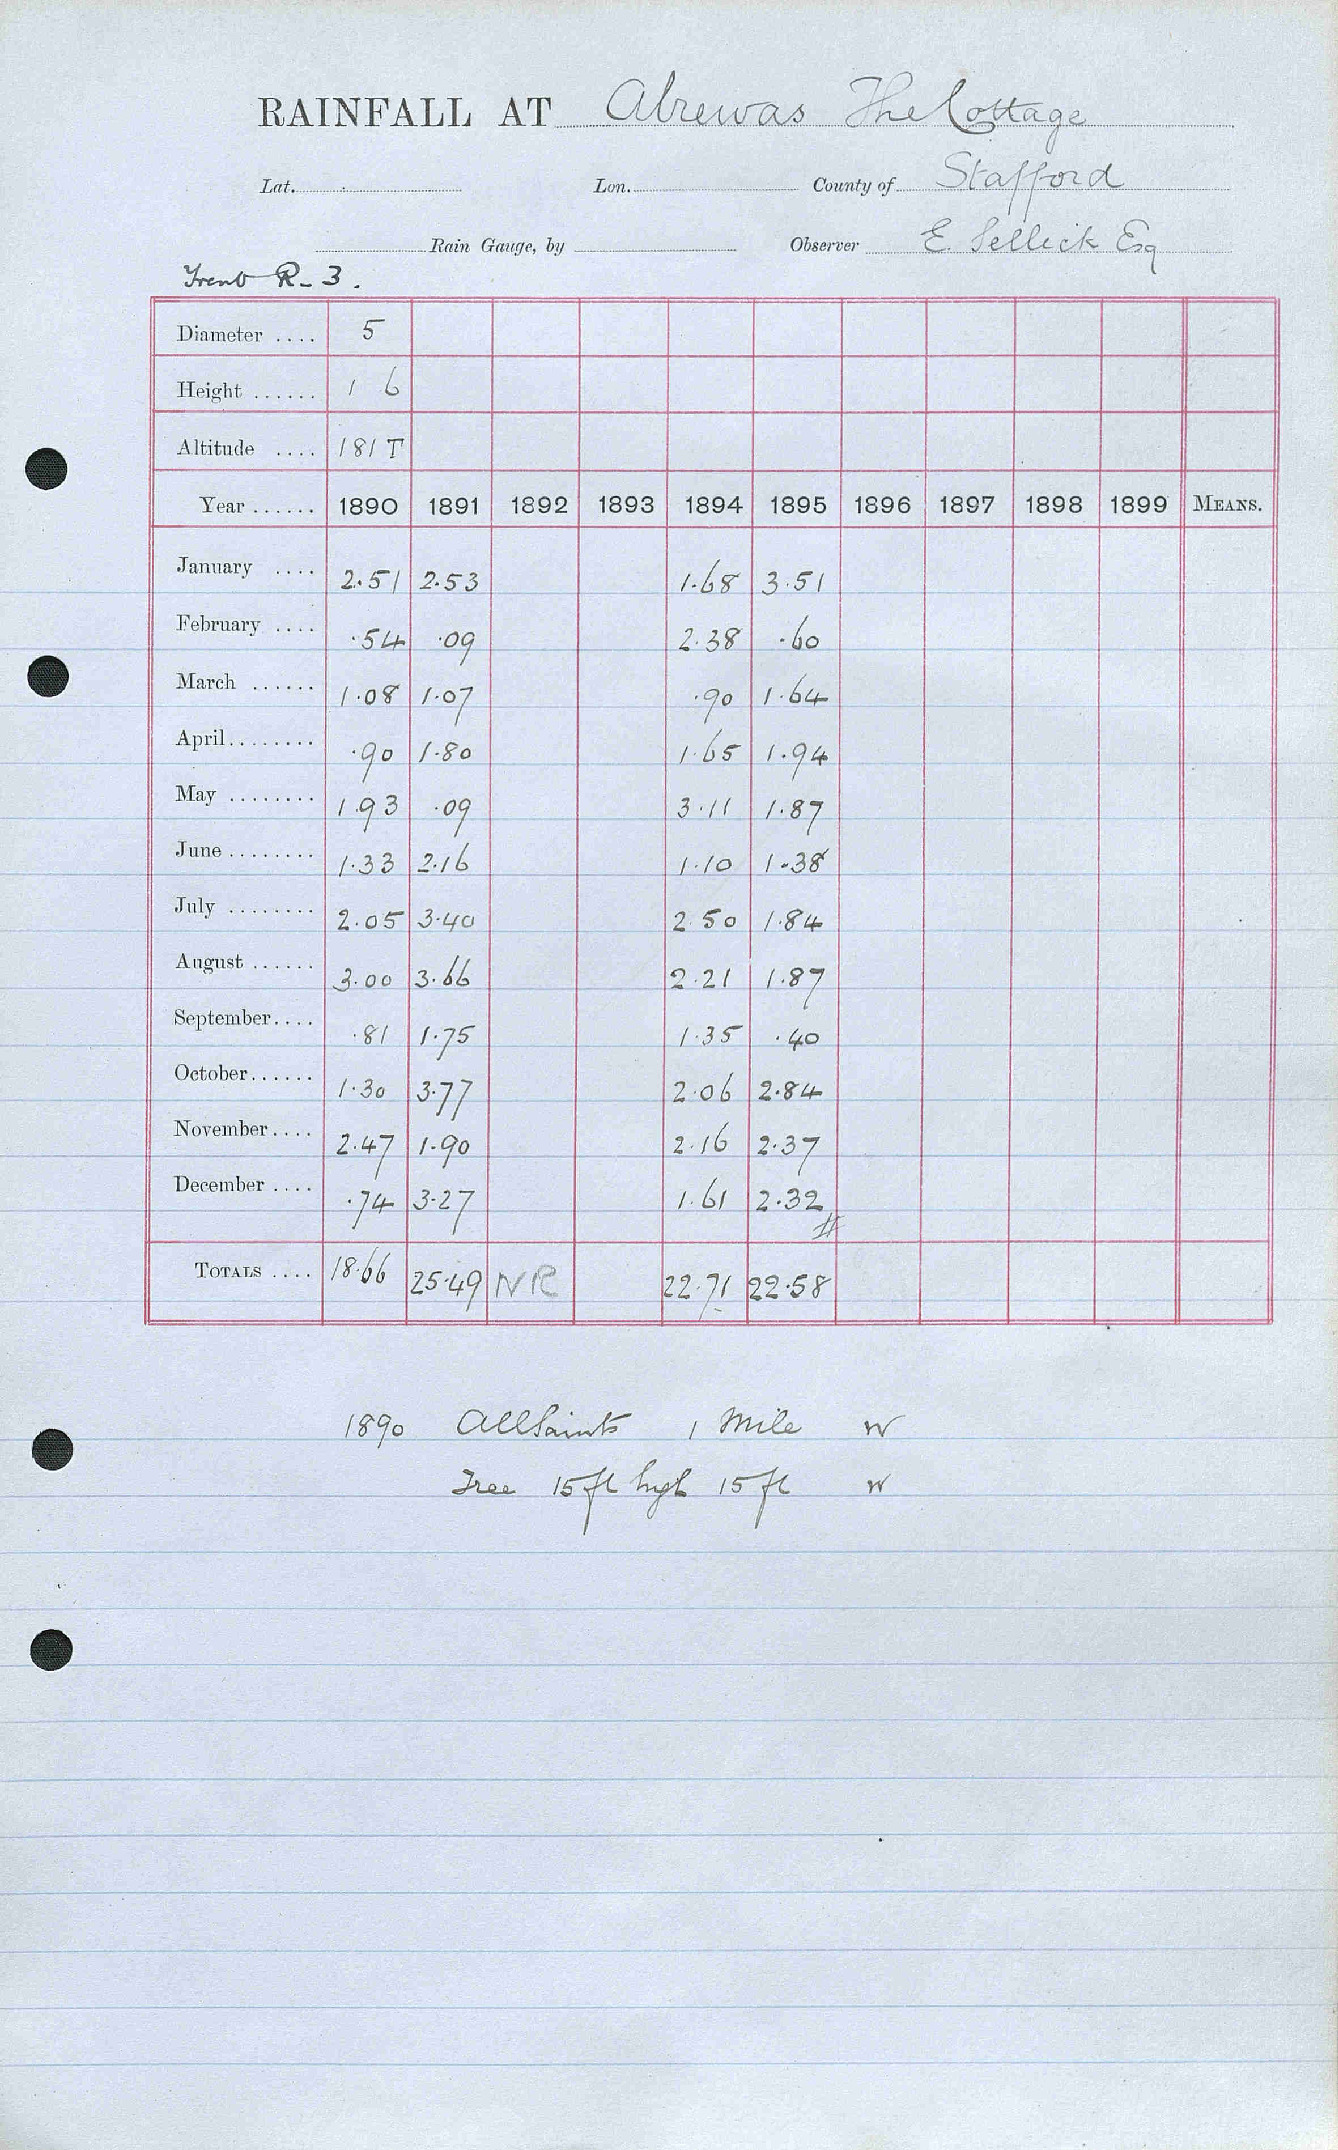 RAINFALL AT Alrewas The Cottage
Lat. Lon. County of Stafford
Rain Gauge, by Observer E. Sellick Esq
Trent R - 3.
Diameter .... 5
Height ...... 1 6
Altitude .... 181 T
Year ...... 1890 1891 1892 1893 1894 1895 1896 1897 1898 1899 MEANS.
January .... 2.51 2.53 1.68 3.51
February .... .54 .09 2.38 .60
March ...... 1.08 1.07 .90 1.64
April........ .90 1.80 1.65 1.94
May ........ 1.93 .09 3.11 1.87
June ........ 1.33 2.16 1.10 1.38
July ........ 2.05 3.40 2.50 1.84
August ...... 3.00 3.66 2.21 1.87
September.... .81 1.75 1.35 .40
October...... 1.30 3.77 2.06 2.84
November.... 2.47 1.90 2.16 2.37
December .... .74 3.27 1.61 2.32
#
TOTALS .... 18.66 25.49 NR 22.71 22.58
1890 All Saints 1 Mile W
Tree 15 ft high 15 ft W